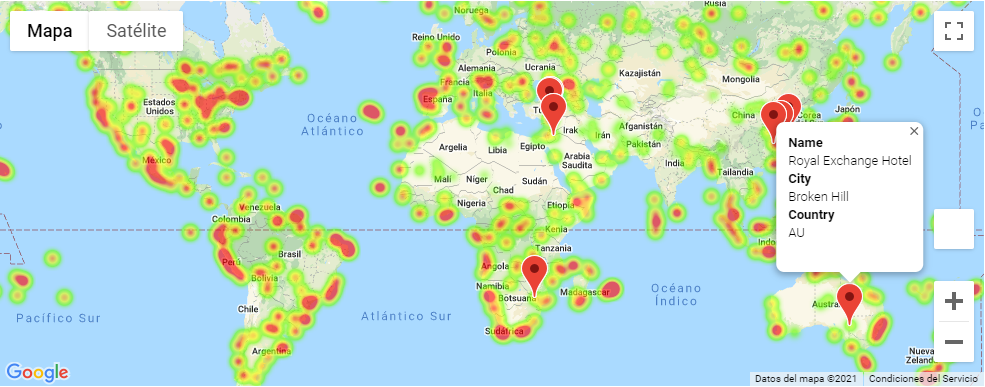 Mapa
Satélite
Rusia
Noruega
Reino Unido
Polonia
Alemania
Ucrania
Francia
Italia
España
Kazajistán
Mongolia
Estados
Unidos
Océano
Atlántico
Japón
China
Corea
Irak
Irán
Afganistán
Pakistán
Argelia
Libia
Egipto
Arabia
Saudita
India
Tailandia
México
Malí
Níger
Chad
Sudán
Nigeria
Etiopía
Venezuela
Colombia
Kenia
Brasil
Perú
Tanzania
Angola
Bolivia
Namibia
Botsuana
Madagascar
Océano
Índico
Chile
Pacífico Sur
Atlántico Sur
Sudáfrica
Argentina
Name
Royal Exchange Hotel
City
Broken Hill
Country
AU
Nueva
Google
Datos del mapa ©2021
Condiciones del Servicio